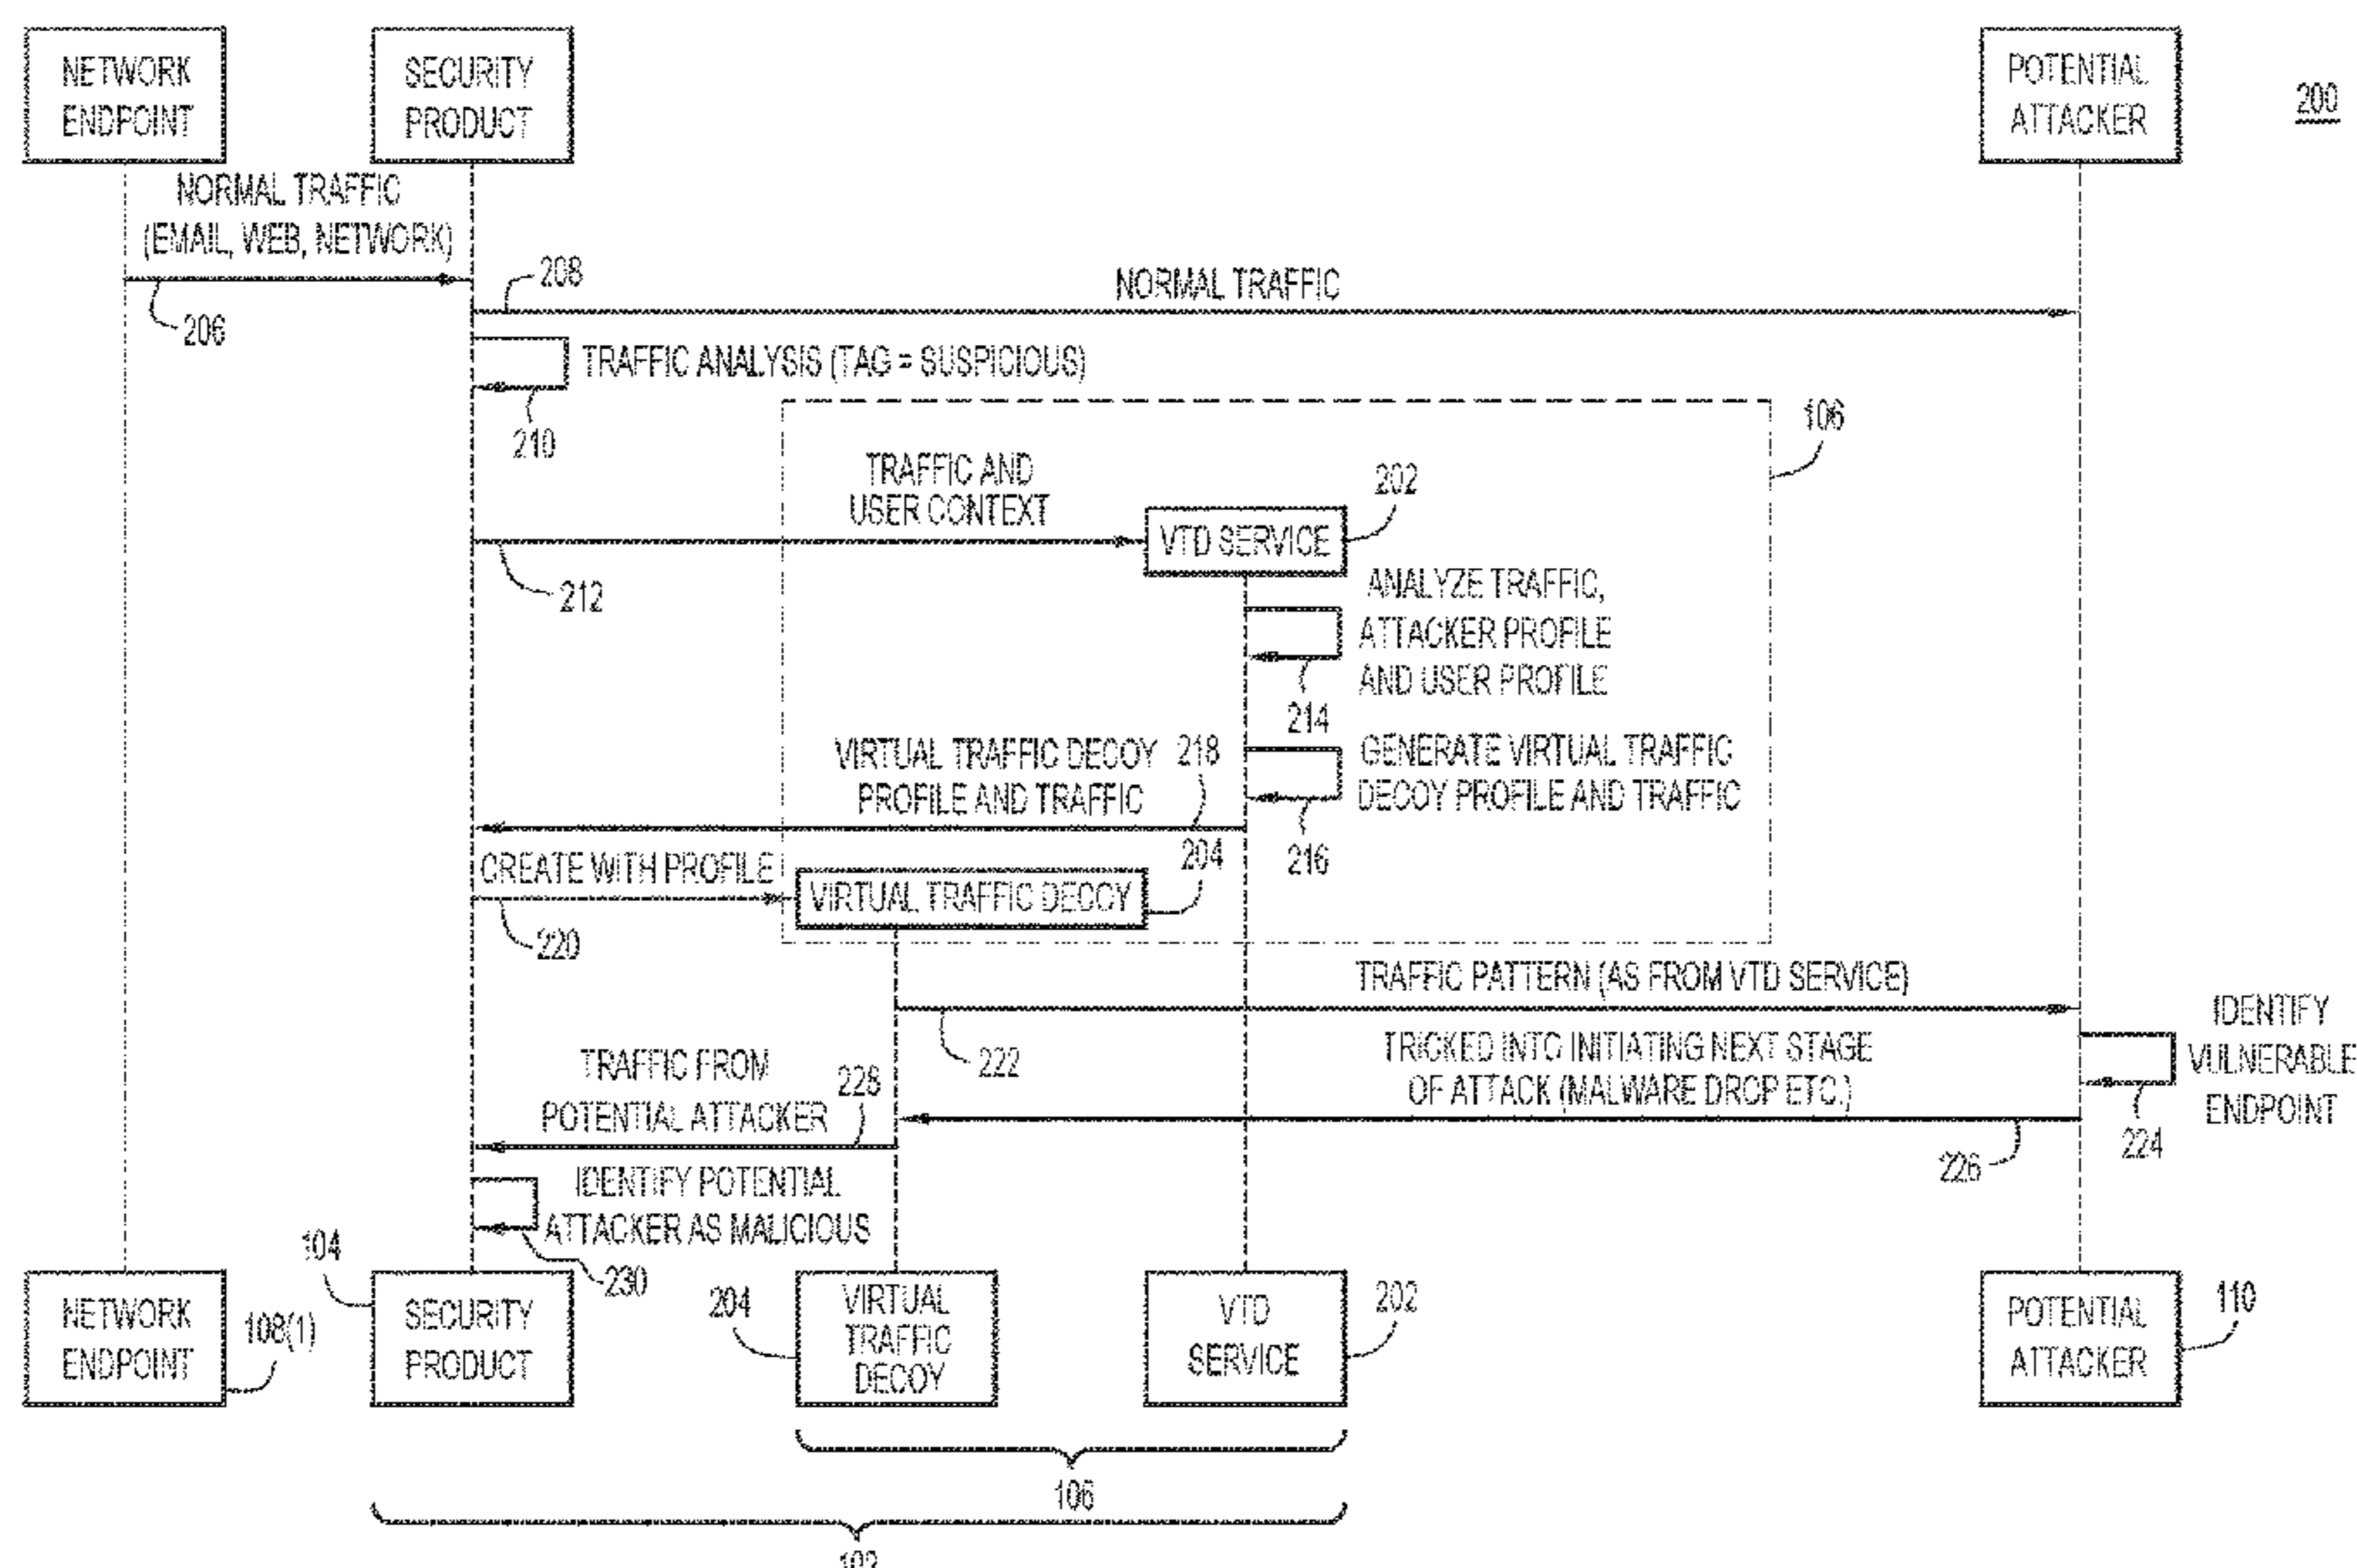 NETWORK
ENDPOINT
SECURITY
PRODUCT
POTENTIAL
ATTACKER
200
NORMAL TRAFFIC
(EMAIL, WEB, NETWORK)
206
208
NORMAL TRAFFIC
TRAFFIC ANALYSIS (TAG = SUSPICIOUS)
210
106
TRAFFIC AND
USER CONTEXT
202
VTD SERVICE
212
ANALYZE TRAFFIC,
ATTACKER PROFILE
AND USER PROFILE
214
VIRTUAL TRAFFIC DECOY
PROFILE AND TRAFFIC
218
GENERATE VIRTUAL TRAFFIC
DECOY PROFILE AND TRAFFIC
216
CREATE WITH PROFILE
204
VIRTUAL TRAFFIC DECOY
220
TRAFFIC PATTERN (AS FROM VTD SERVICE)
222
IDENTIFY
VULNERABLE
ENDPOINT
224
TRICKED INTO INITIATING NEXT STAGE
OF ATTACK (MALWARE DROP ETC.)
226
TRAFFIC FROM
POTENTIAL ATTACKER
228
IDENTIFY POTENTIAL
ATTACKER AS MALICIOUS
230
NETWORK
ENDPOINT
108(1)
104
SECURITY
PRODUCT
204
VIRTUAL
TRAFFIC
DECOY
VTD
SERVICE
202
POTENTIAL
ATTACKER
110
106